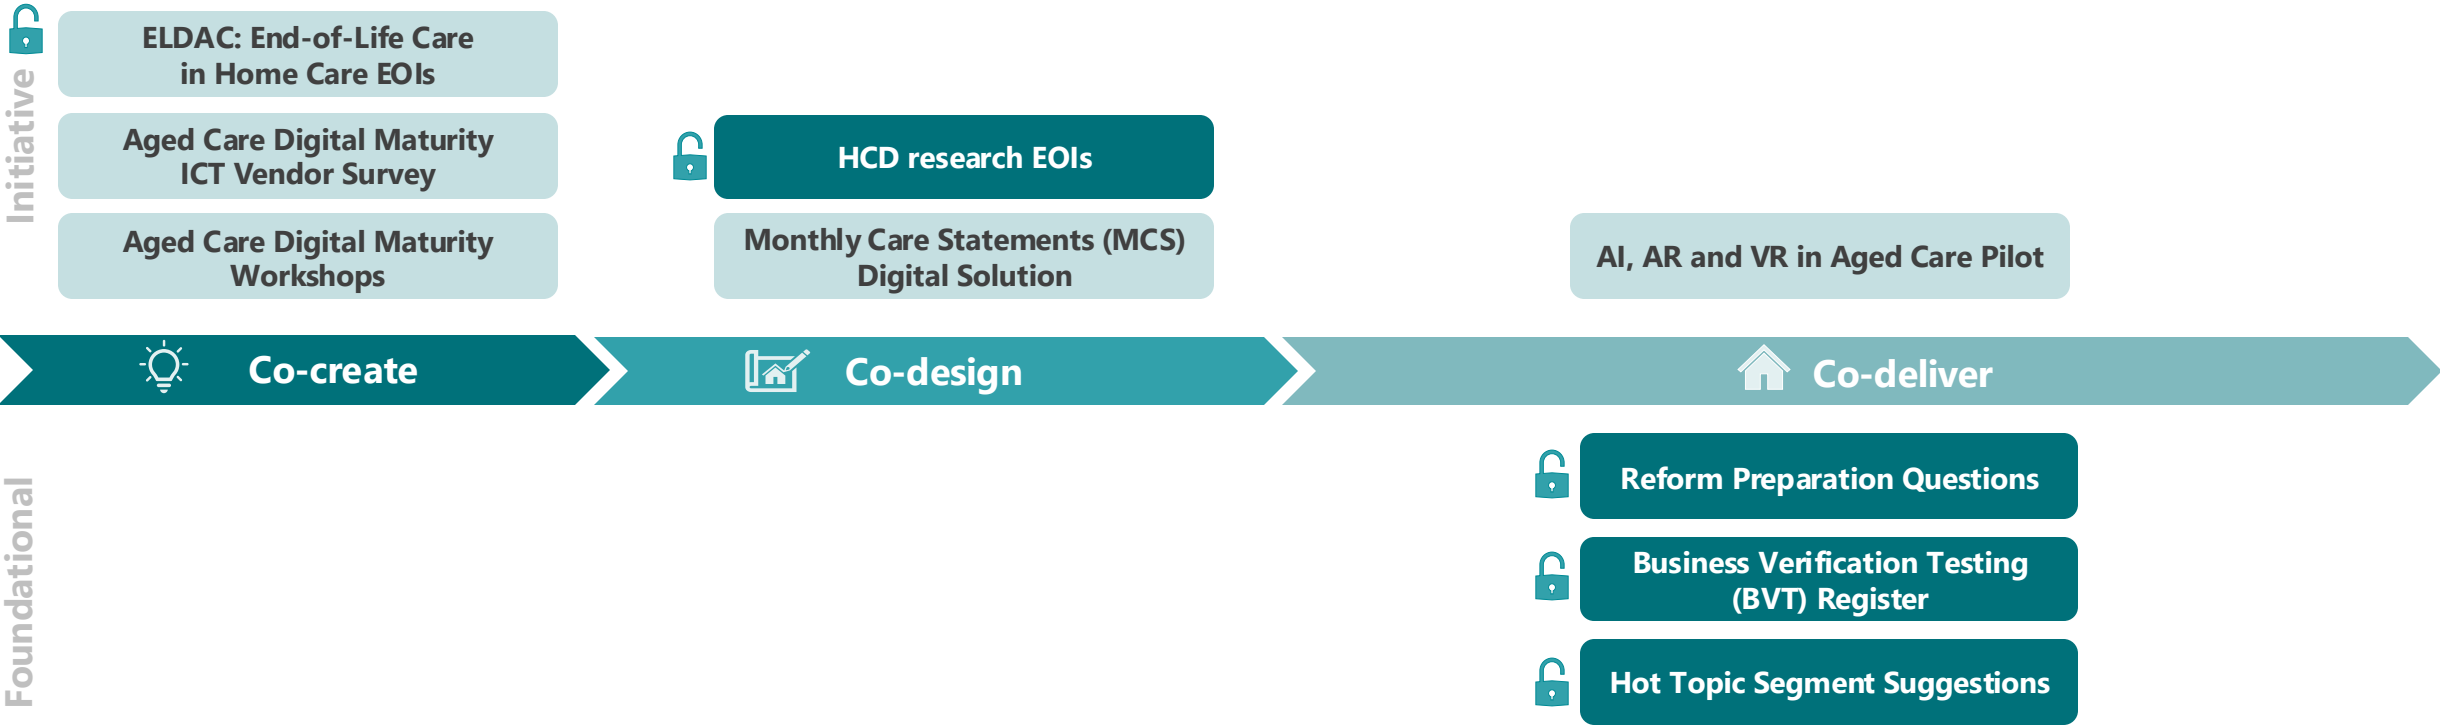 Initiative
ELDAC: End-of-Life Care
in Home Care EOIs
Aged Care Digital Maturity
ICT Vendor Survey
Aged Care Digital Maturity
Workshops
HCD research EOIs
Monthly Care Statements (MCS)
Digital Solution
AI, AR and VR in Aged Care Pilot
Co-create
Co-design
Co-deliver
Foundational
Reform Preparation Questions
Business Verification Testing
(BVT) Register
Hot Topic Segment Suggestions